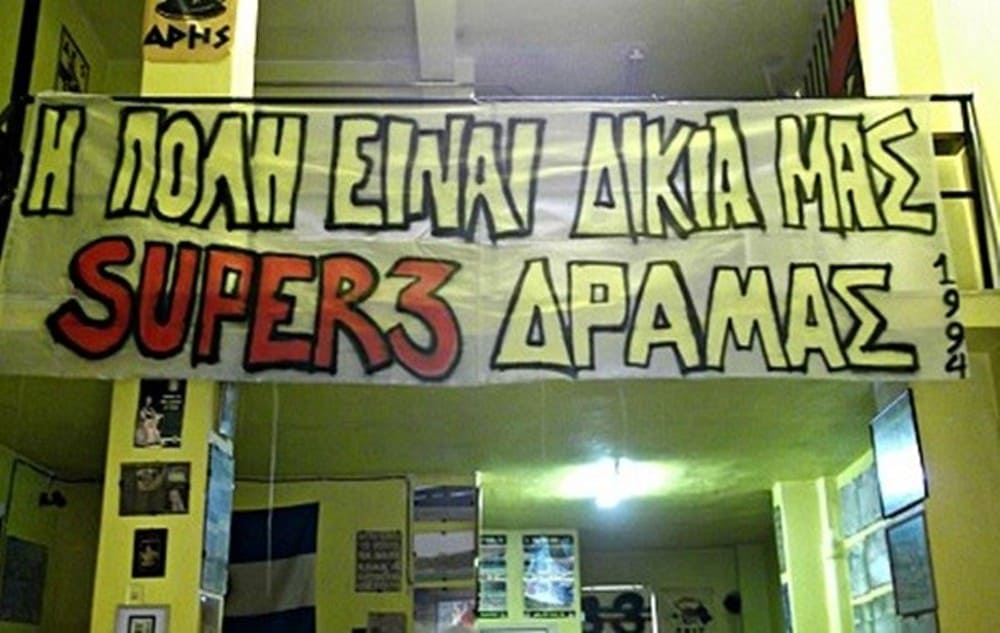 ΑΡΗΣ
Η ΠΟΛΗ ΕΙΝΑΙ ΔΙΚΙΑ ΜΑΣ
SUPER3 ΔΡΑΜΑΣ
1994